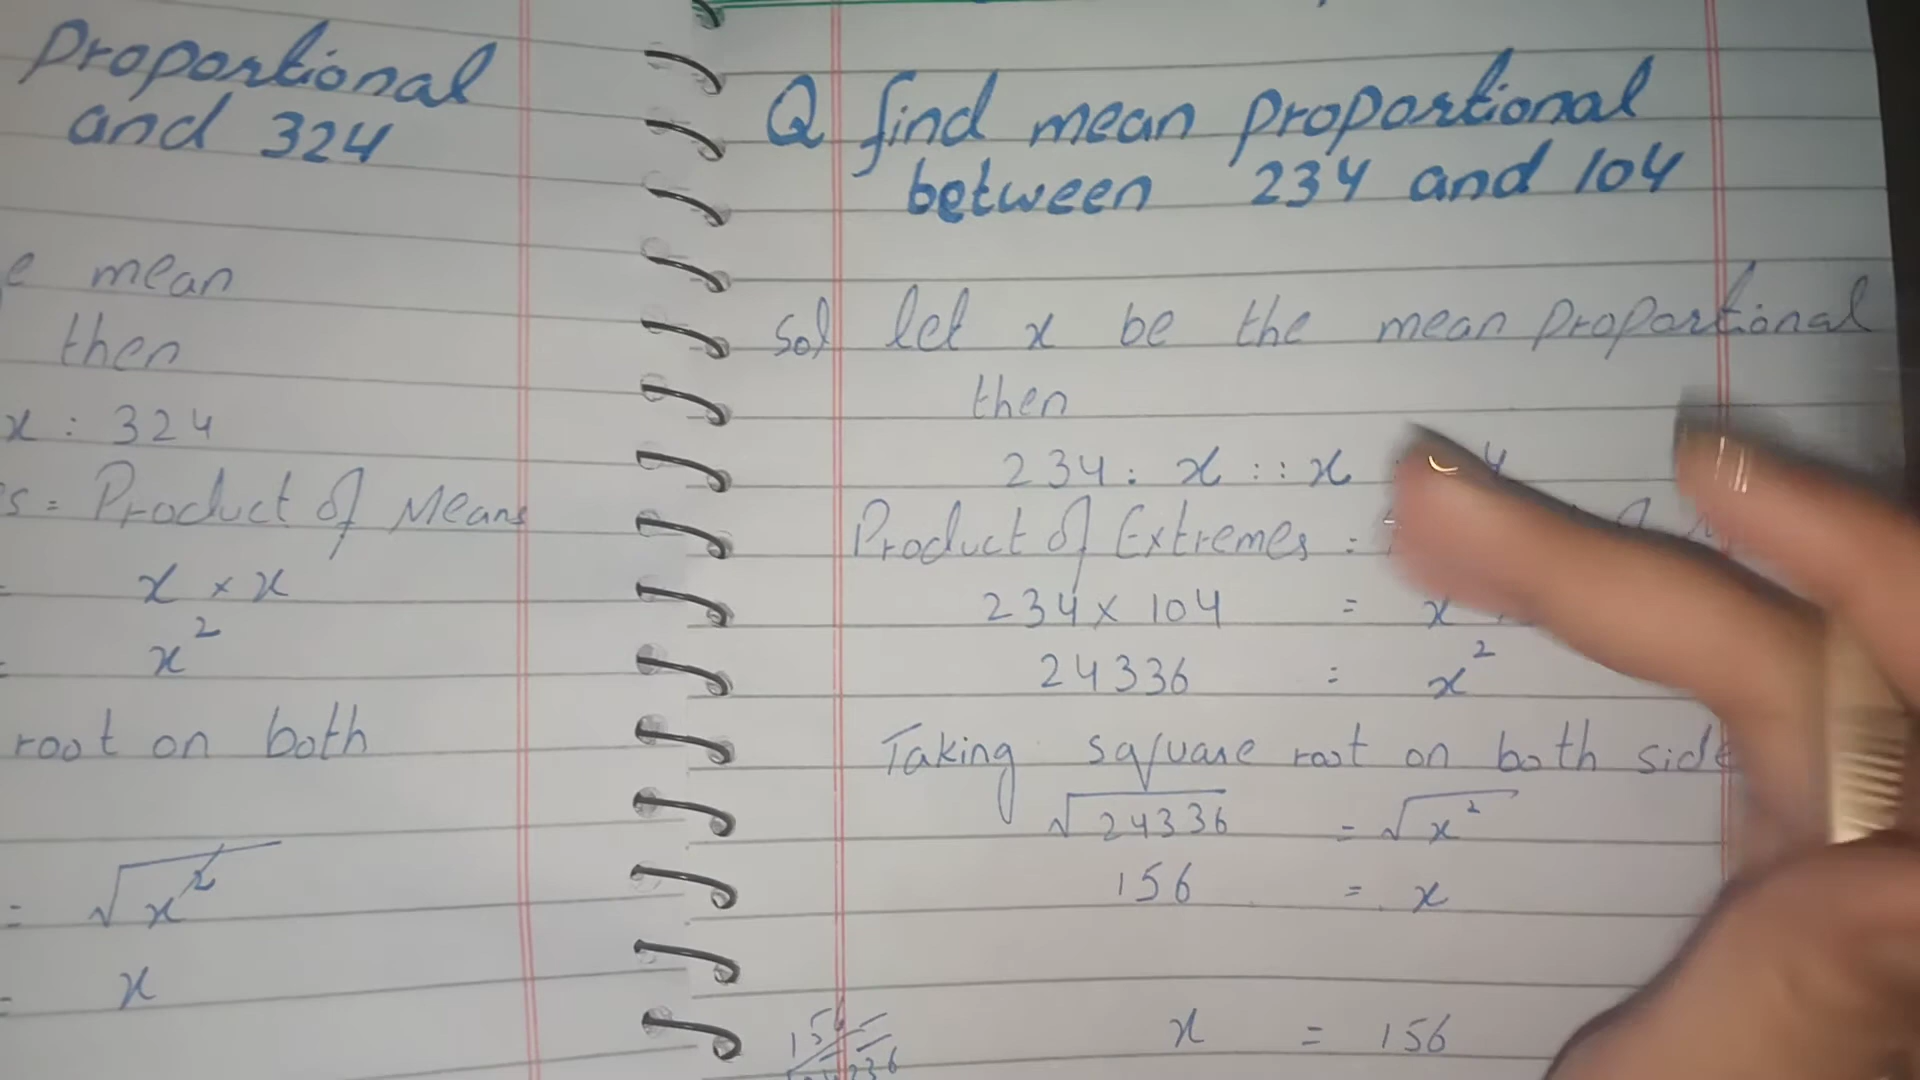 Proportional
and 324
e mean
then
x : 324
s = Product of Means
x × x
x²
root on both
= √x²
x
Q find mean proportional
between 234 and 104
Sol let x be the mean proportional
then
234 : x :: x
Product of Extremes =
234 × 104 = x
24336 = x²
Taking square root on both side
√24336 = √x²
156 = x
x = 156